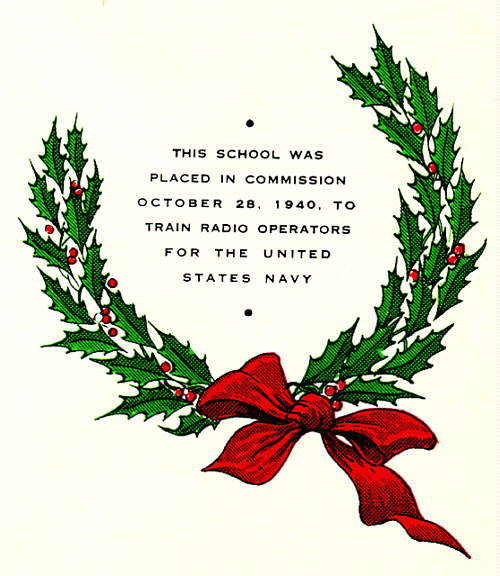 THIS SCHOOL WAS
PLACED IN COMMISSION
OCTOBER 28, 1940, TO
TRAIN RADIO OPERATORS
FOR THE UNITED
STATES NAVY